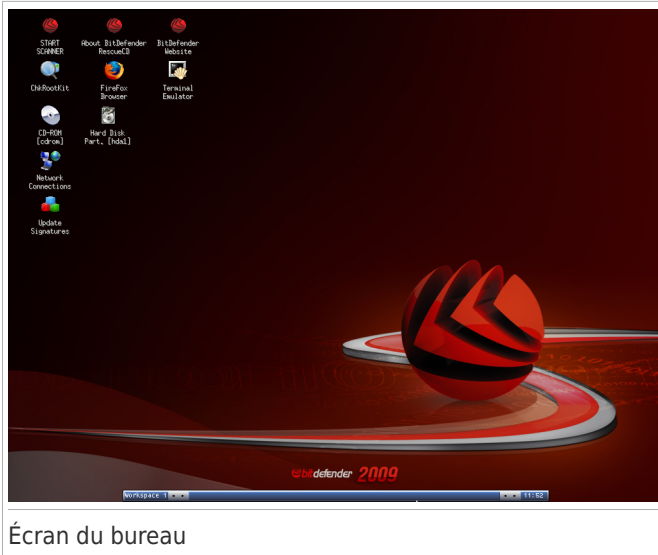 START
SCANNER
About BitDefender
RescueCD
BitDefender
Website
ChkRootKit
FireFox
Browser
Terminal
Emulator
CD-ROM
[cdrom]
Hard Disk
Part. [hda1]
Network
Connections
Update
Signatures
bitdefender 2009
Workspace 1
11:52
Écran du bureau